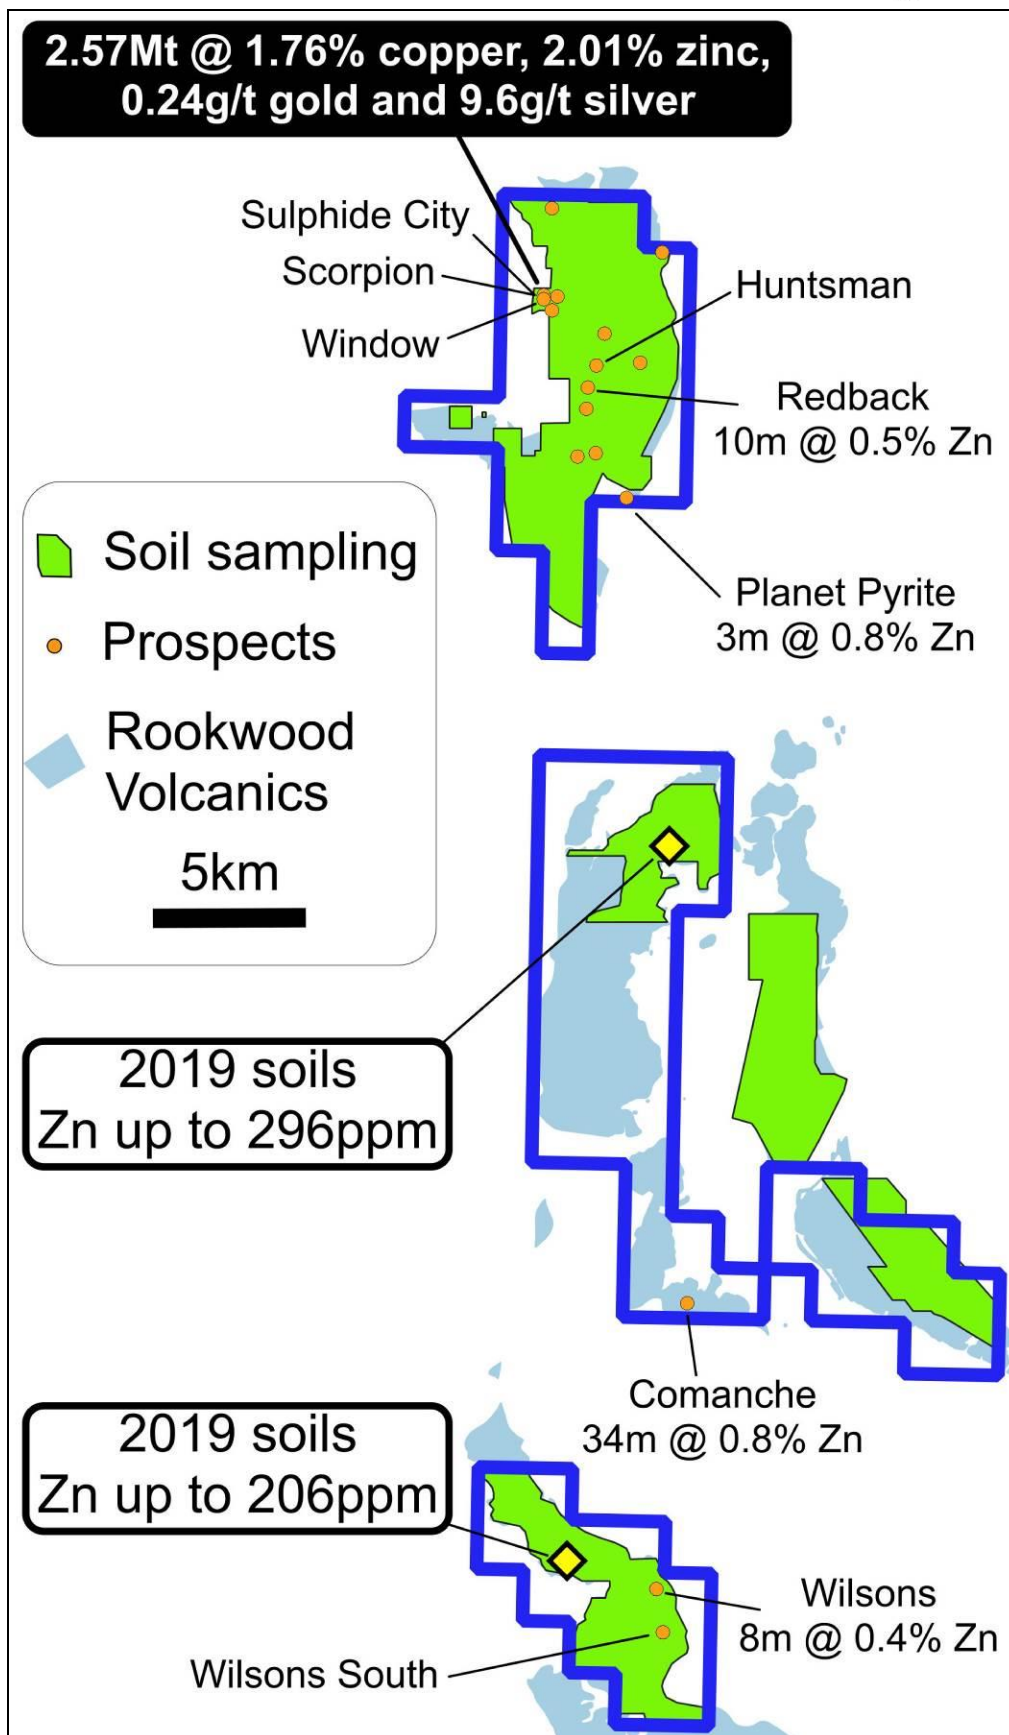 2.57Mt @ 1.76% copper, 2.01% zinc,
0.24g/t gold and 9.6g/t silver
Sulphide City
Scorpion
Window
Huntsman
Redback
10m @ 0.5% Zn
Planet Pyrite
3m @ 0.8% Zn
Soil sampling
Prospects
Rookwood
Volcanics
5km
2019 soils
Zn up to 296ppm
Comanche
34m @ 0.8% Zn
2019 soils
Zn up to 206ppm
Wilsons
8m @ 0.4% Zn
Wilsons South